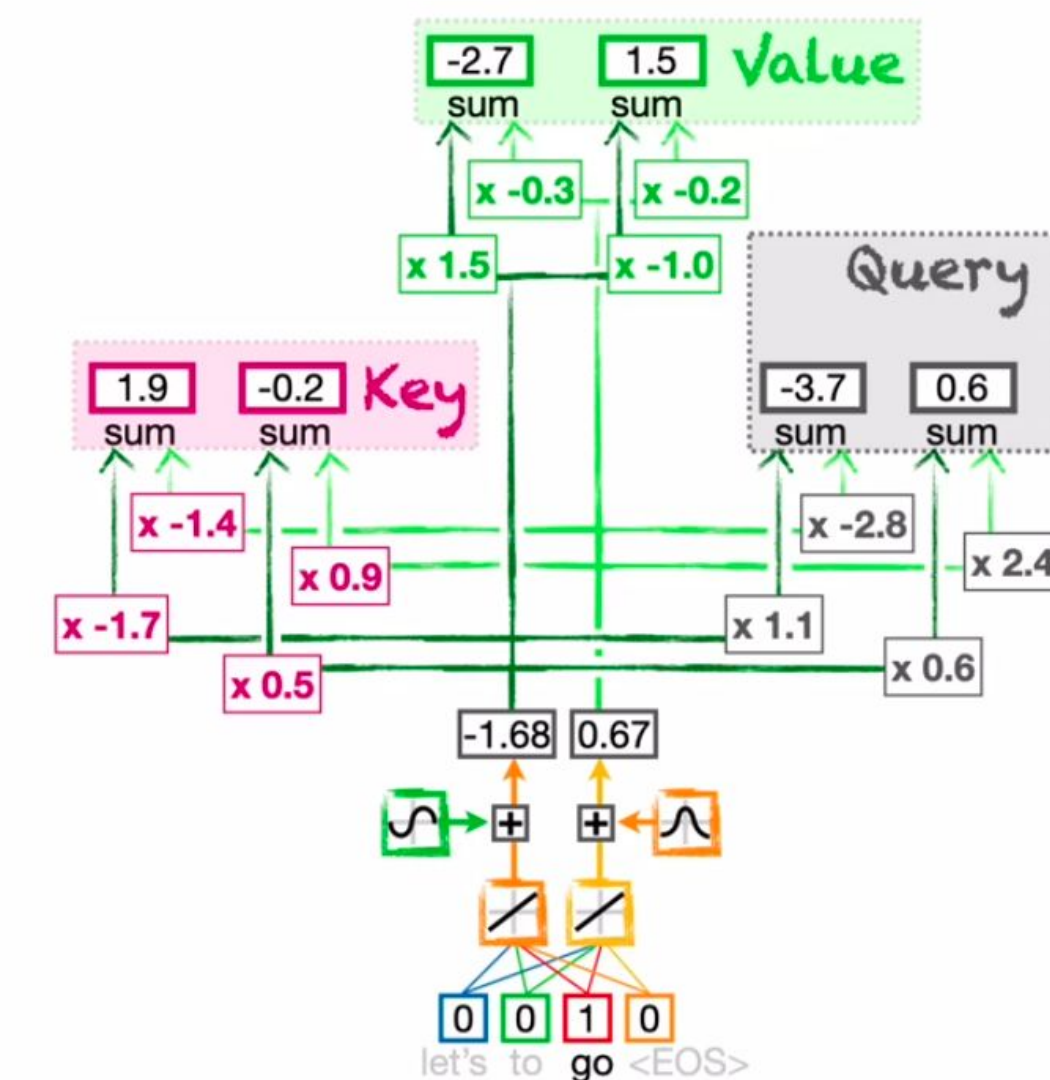 -2.7 1.5 Value
sum sum
x -0.3 x -0.2
x 1.5 x -1.0
Query
1.9 -0.2 Key -3.7 0.6
sum sum sum sum
x -1.4 x -2.8
x 0.9 x 2.4
x -1.7 x 1.1
x 0.5 x 0.6
-1.68 0.67
+ +
0 0 1 0
let's to go <EOS>